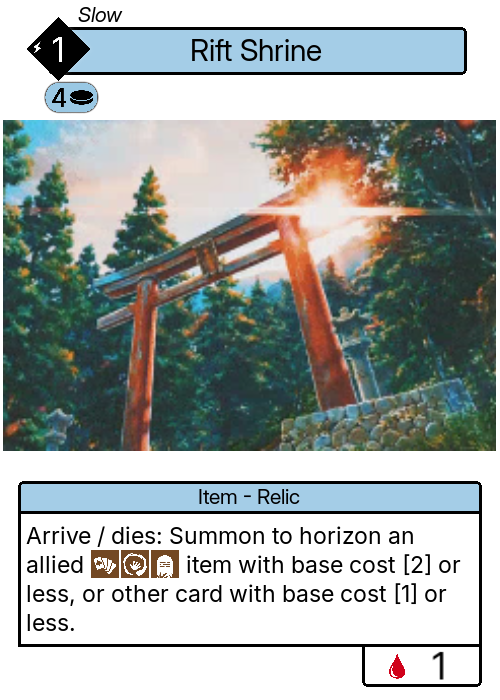 Slow
1
Rift Shrine
4
Item - Relic
Arrive / dies: Summon to horizon an
allied item with base cost [2] or
less, or other card with base cost [1] or
less.
1